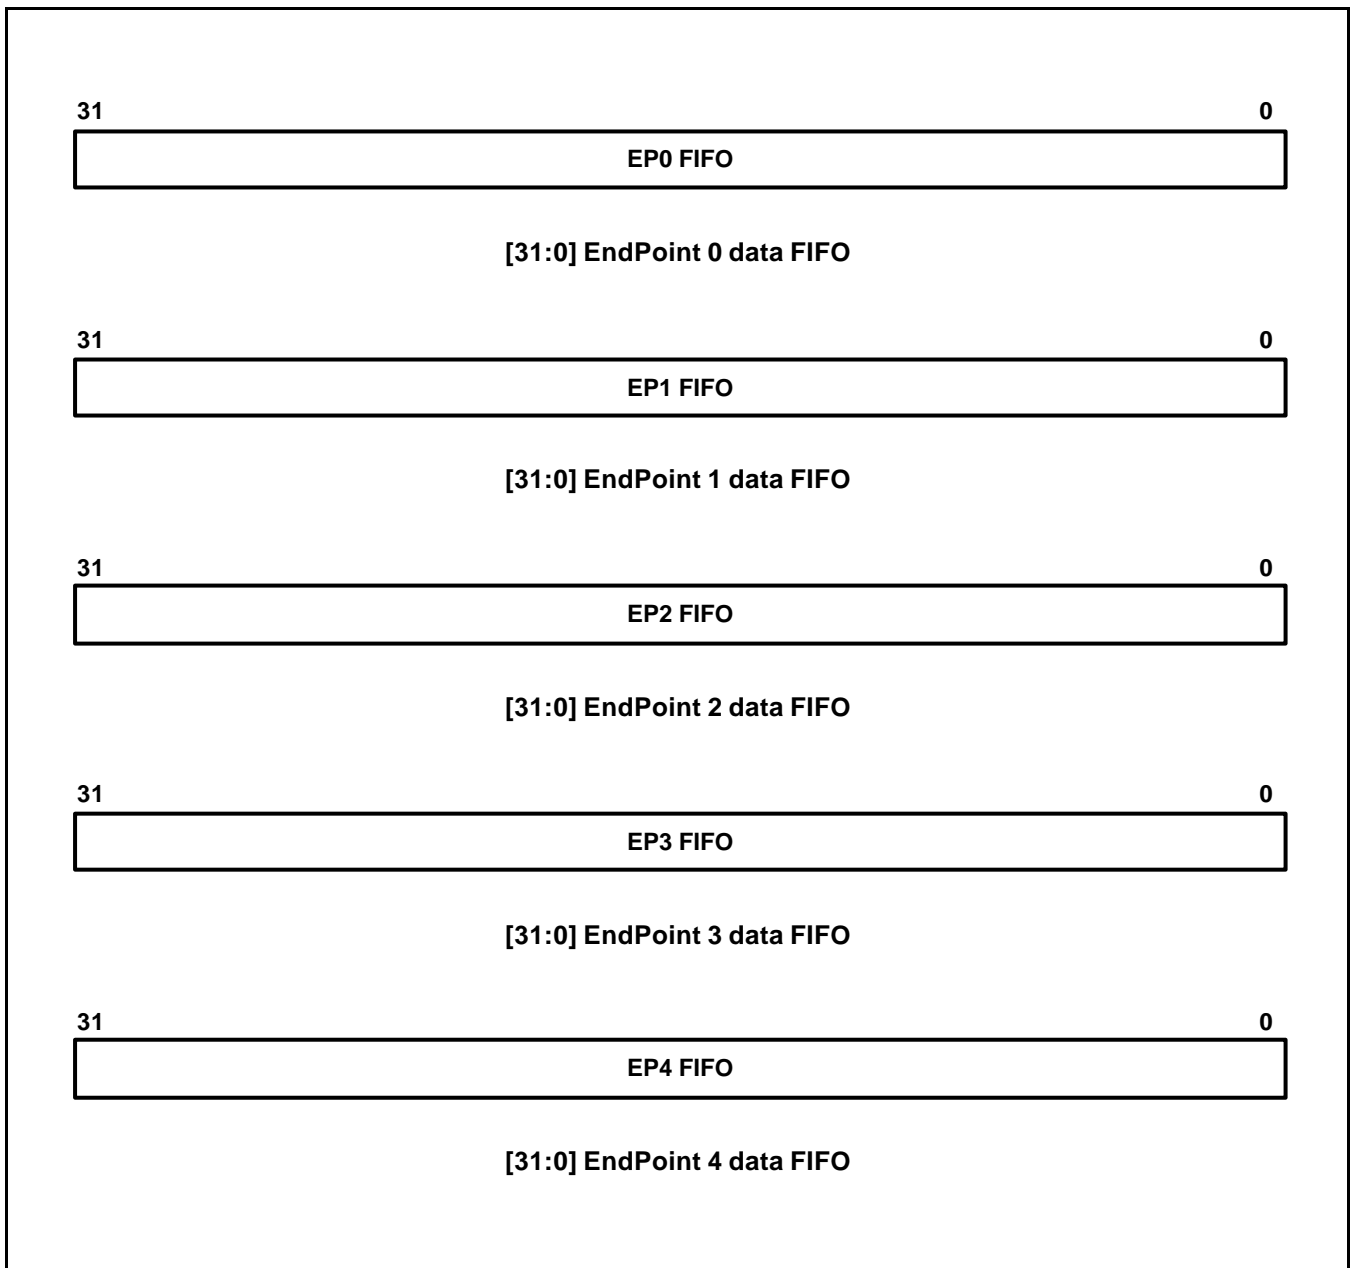 31 0
EP0 FIFO
[31:0] EndPoint 0 data FIFO
31 0
EP1 FIFO
[31:0] EndPoint 1 data FIFO
31 0
EP2 FIFO
[31:0] EndPoint 2 data FIFO
31 0
EP3 FIFO
[31:0] EndPoint 3 data FIFO
31 0
EP4 FIFO
[31:0] EndPoint 4 data FIFO